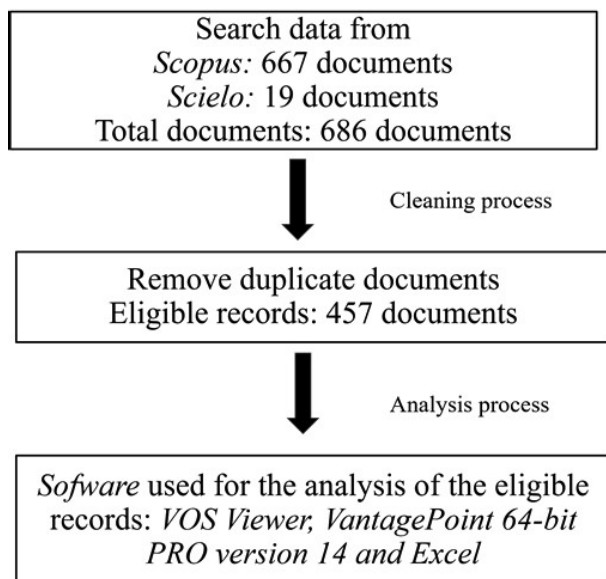 Search data from
Scopus: 667 documents
Scielo: 19 documents
Total documents: 686 documents
Cleaning process
Remove duplicate documents
Eligible records: 457 documents
Analysis process
Sofware used for the analysis of the eligible
records: VOS Viewer, VantagePoint 64-bit
PRO version 14 and Excel